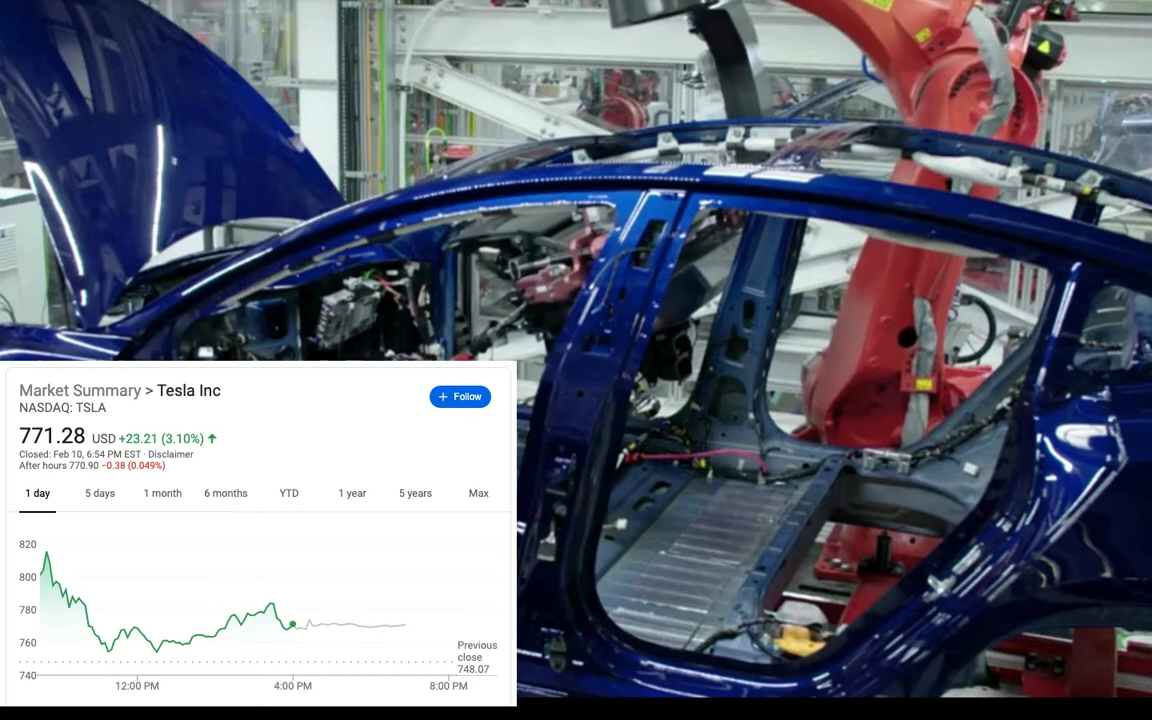 Market Summary > Tesla Inc
NASDAQ: TSLA
+ Follow
771.28 USD +23.21 (3.10%) ↑
Closed: Feb 10, 6:54 PM EST · Disclaimer
After hours 770.90 −0.38 (0.049%)
1 day 5 days 1 month 6 months YTD 1 year 5 years Max
820
800
780
760
740
Previous
close
748.07
12:00 PM 4:00 PM 8:00 PM